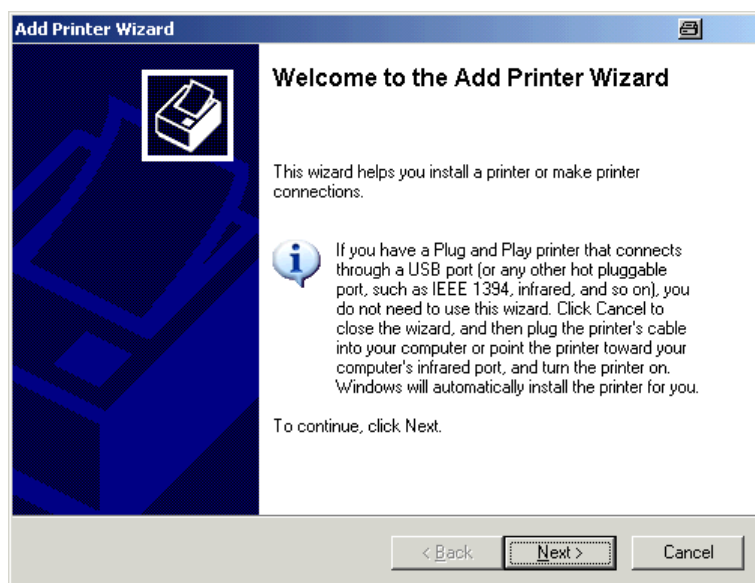 Add Printer Wizard
Welcome to the Add Printer Wizard
This wizard helps you install a printer or make printer
connections.
If you have a Plug and Play printer that connects
through a USB port (or any other hot pluggable
port, such as IEEE 1394, infrared, and so on), you
do not need to use this wizard. Click Cancel to
close the wizard, and then plug the printer's cable
into your computer or point the printer toward your
computer's infrared port, and turn the printer on.
Windows will automatically install the printer for you.
To continue, click Next.
< Back Next > Cancel